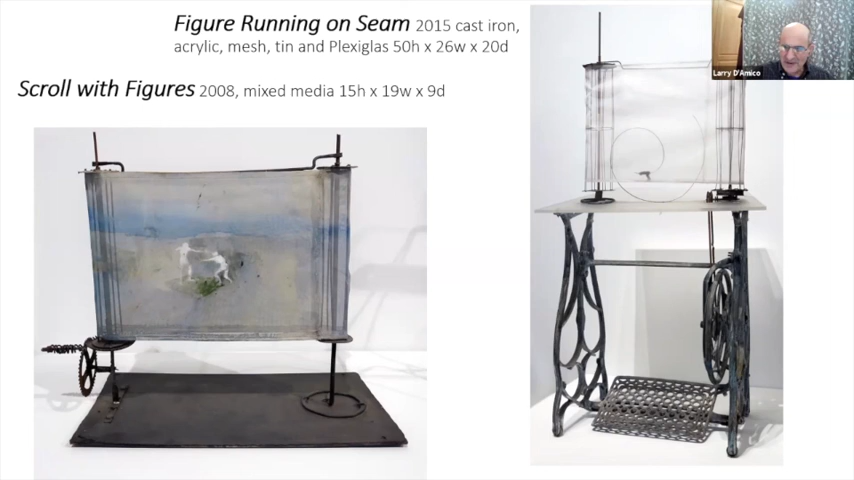 Figure Running on Seam 2015 cast iron,
acrylic, mesh, tin and Plexiglas 50h x 26w x 20d
Scroll with Figures 2008, mixed media 15h x 19w x 9d
Larry D'Amico